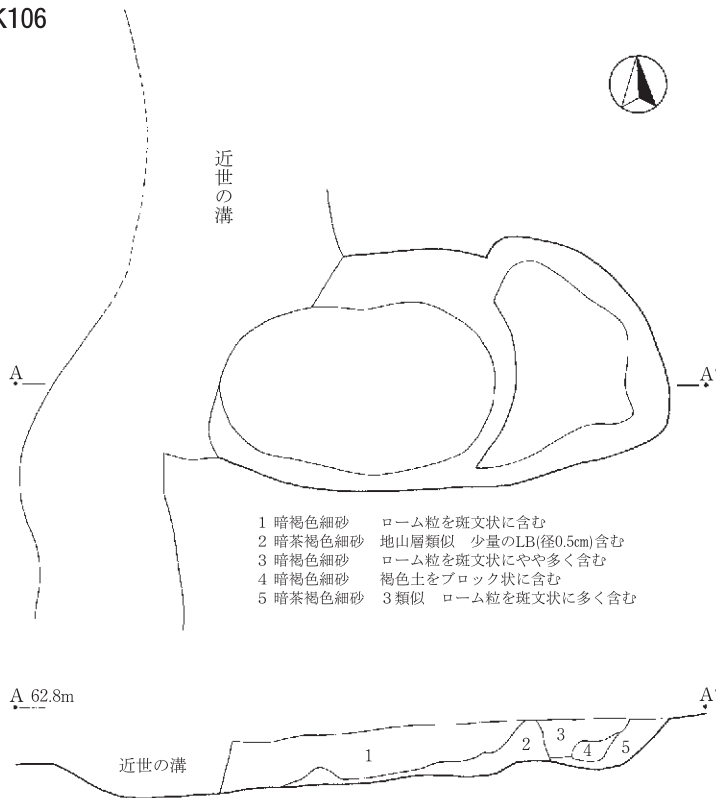 K106
近世の溝
A
A'
1 暗褐色細砂 ローム粒を斑文状に含む
2 暗茶褐色細砂 地山層類似 少量のLB(径0.5cm)含む
3 暗褐色細砂 ローム粒を斑文状にやや多く含む
4 暗褐色細砂 褐色土をブロック状に含む
5 暗茶褐色細砂 3類似 ローム粒を斑文状に多く含む
A 62.8m
A'
近世の溝
1
2
3
4
5